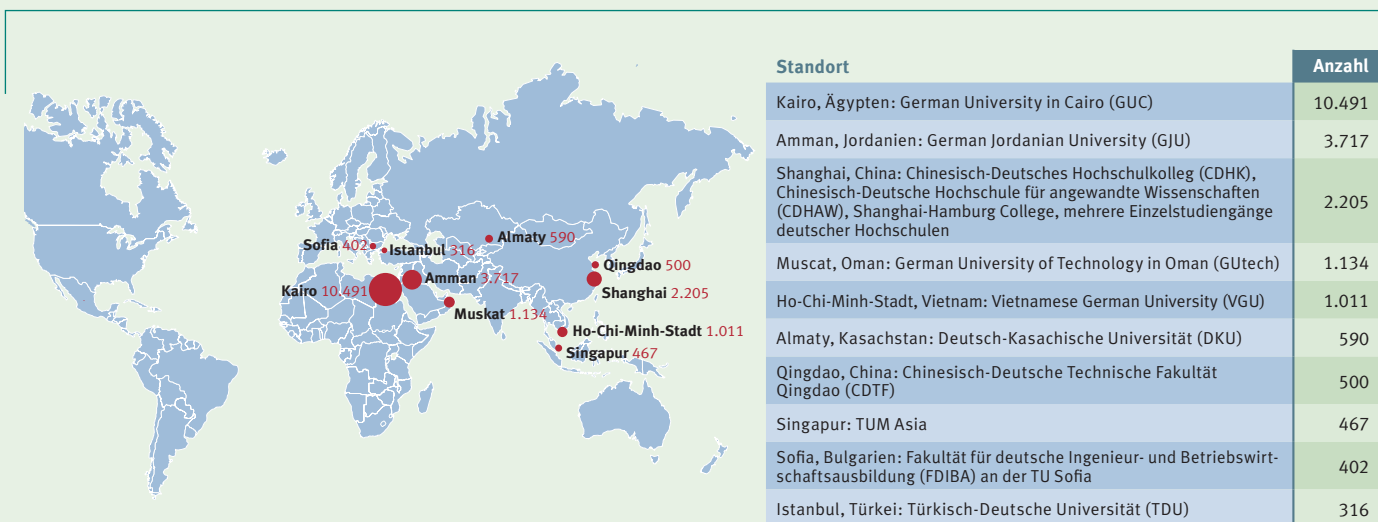 Sofia 402
Istanbul 316
Almaty 590
Qingdao 500
Kairo 10.491
Amman 3.717
Shanghai 2.205
Muskat 1.134
Ho-Chi-Minh-Stadt 1.011
Singapur 467
Standort Anzahl
Kairo, Ägypten: German University in Cairo (GUC) 10.491
Amman, Jordanien: German Jordanian University (GJU) 3.717
Shanghai, China: Chinesisch-Deutsches Hochschulkolleg (CDHK),
Chinesisch-Deutsche Hochschule für angewandte Wissenschaften
(CDHAW), Shanghai-Hamburg College, mehrere Einzelstudiengänge
deutscher Hochschulen 2.205
Muscat, Oman: German University of Technology in Oman (GUtech) 1.134
Ho-Chi-Minh-Stadt, Vietnam: Vietnamese German University (VGU) 1.011
Almaty, Kasachstan: Deutsch-Kasachische Universität (DKU) 590
Qingdao, China: Chinesisch-Deutsche Technische Fakultät
Qingdao (CDTF) 500
Singapur: TUM Asia 467
Sofia, Bulgarien: Fakultät für deutsche Ingenieur- und Betriebswirt-
schaftsausbildung (FDIBA) an der TU Sofia 402
Istanbul, Türkei: Türkisch-Deutsche Universität (TDU) 316